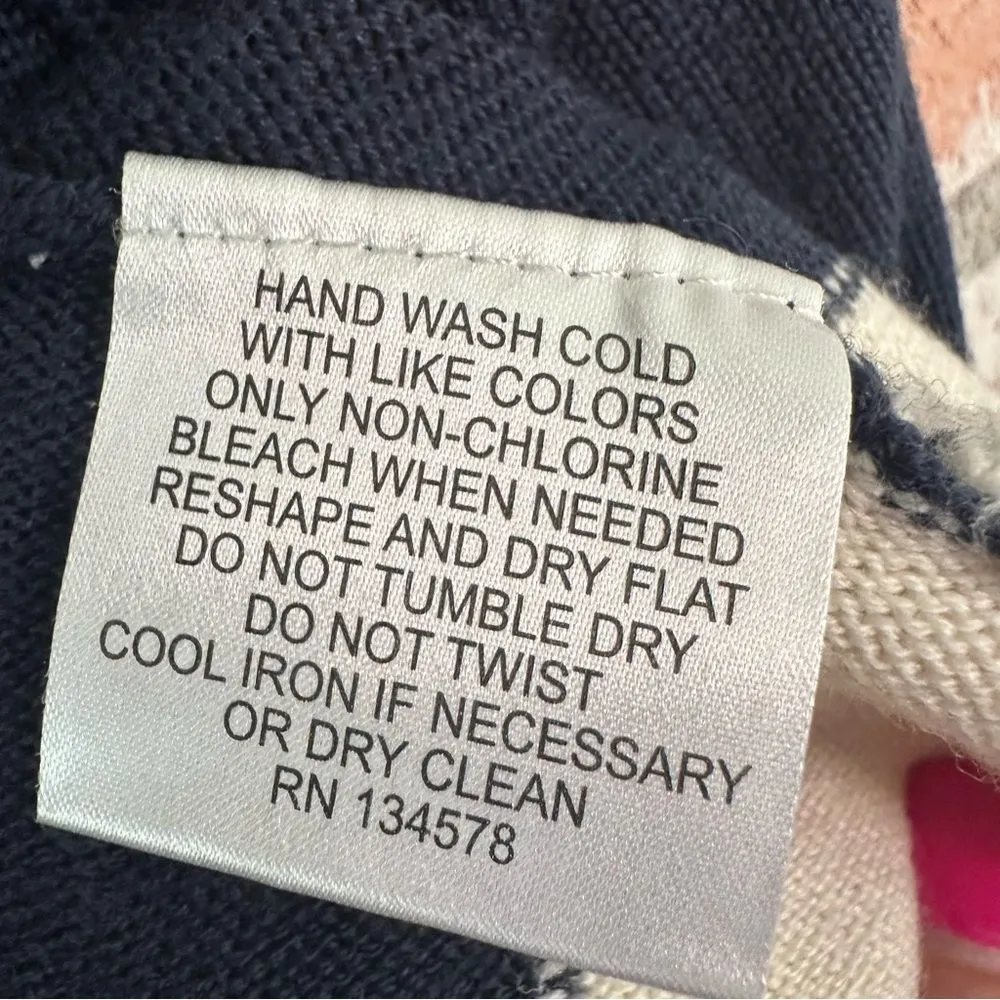 HAND WASH COLD
WITH LIKE COLORS
ONLY NON-CHLORINE
BLEACH WHEN NEEDED
RESHAPE AND DRY FLAT
DO NOT TUMBLE DRY
DO NOT TWIST
COOL IRON IF NECESSARY
OR DRY CLEAN
RN 134578